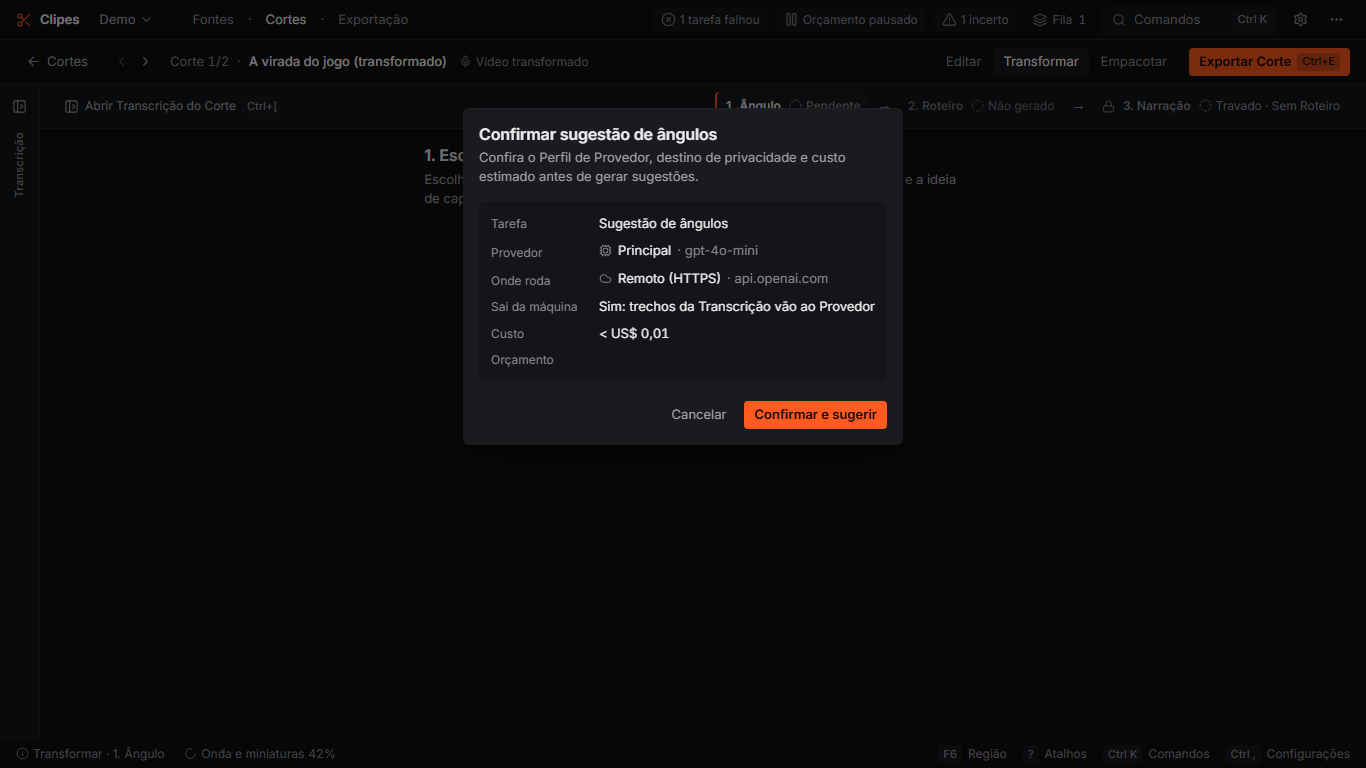 Clipes Demo Fontes · Cortes · Exportação 1 tarefa falhou Orçamento pausado 1 incerto Fila 1 Comandos Ctrl K
Cortes Corte 1/2 · A virada do jogo (transformado) Vídeo transformado Editar Transformar Empacotar Exportar Corte Ctrl+E
Abrir Transcrição do Corte Ctrl+[ 1. Ângulo Pendente → 2. Roteiro Não gerado → 3. Narração Travado · Sem Roteiro
Transcrição
Confirmar sugestão de ângulos
Confira o Perfil de Provedor, destino de privacidade e custo
estimado antes de gerar sugestões.
e a ideia
Tarefa Sugestão de ângulos
Provedor Principal · gpt-4o-mini
Onde roda Remoto (HTTPS) · api.openai.com
Sai da máquina Sim: trechos da Transcrição vão ao Provedor
Custo < US$ 0,01
Orçamento
Cancelar Confirmar e sugerir
Transformar · 1. Ângulo Onda e miniaturas 42% F6 Região ? Atalhos Ctrl K Comandos Ctrl , Configurações